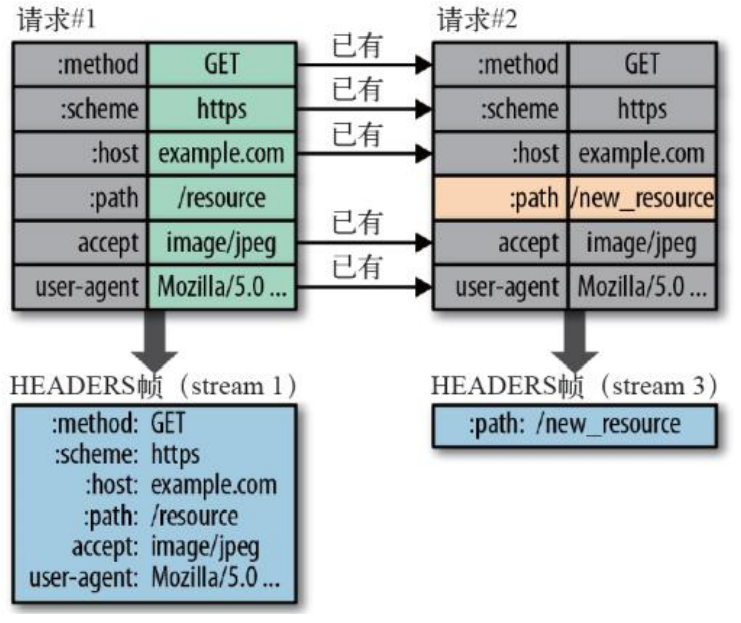 请求#1
:method GET
:scheme https
:host example.com
:path /resource
accept image/jpeg
user-agent Mozilla/5.0 ...
已有
已有
已有
已有
已有
请求#2
:method GET
:scheme https
:host example.com
:path /new_resource
accept image/jpeg
user-agent Mozilla/5.0 ...
HEADERS帧（stream 1）
:method: GET
:scheme: https
:host: example.com
:path: /resource
accept: image/jpeg
user-agent: Mozilla/5.0 ...
HEADERS帧（stream 3）
:path: /new_resource